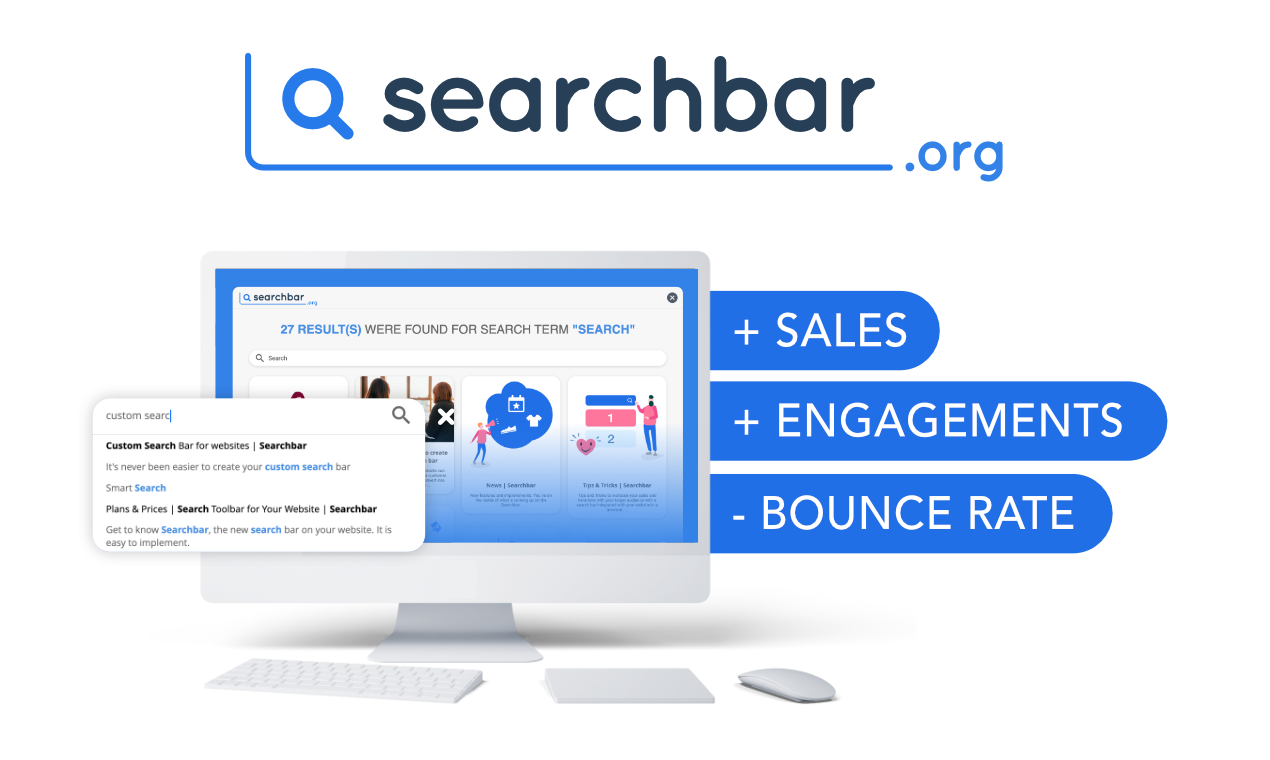 searchbar
.org
searchbar
.org
27 RESULT(S) WERE FOUND FOR SEARCH TERM "SEARCH"
Search
custom searc
Custom Search Bar for websites | Searchbar
It's never been easier to create your custom search bar
Smart Search
Plans & Prices | Search Toolbar for Your Website | Searchbar
Get to know Searchbar, the new search bar on your website. It is
easy to implement.
to create
bar
1
2
News | Searchbar
Tips & Tricks | Searchbar
+ SALES
+ ENGAGEMENTS
- BOUNCE RATE